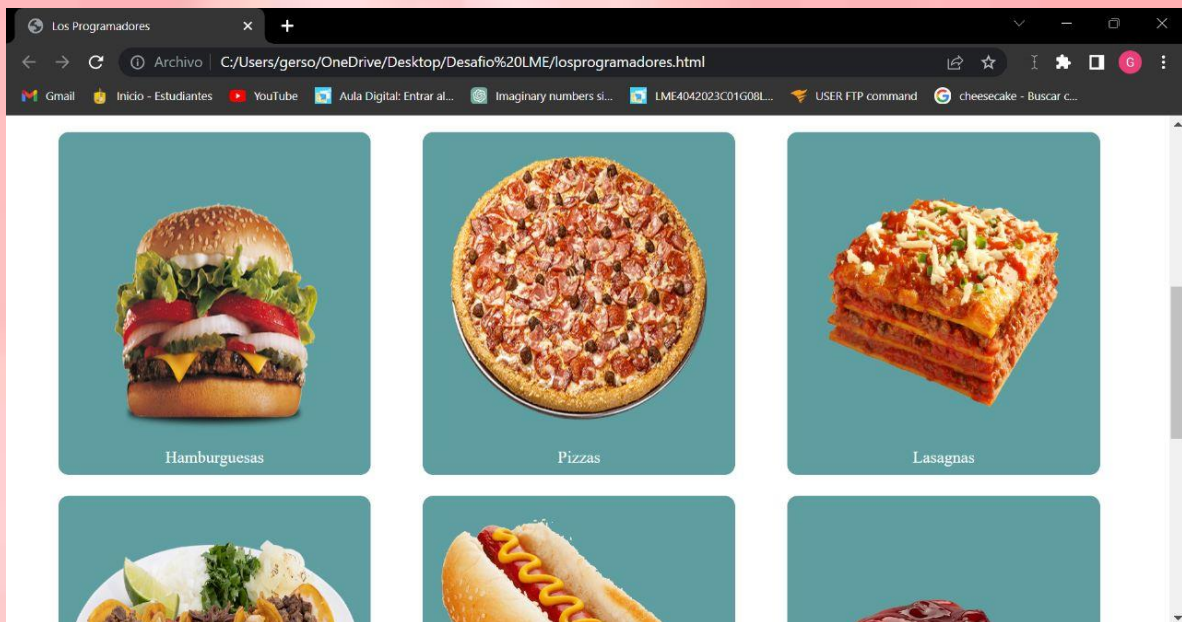 Los Programadores
Archivo C:/Users/gerso/OneDrive/Desktop/Desafio%20LME/losprogramadores.html
G
Gmail Inicio - Estudiantes YouTube Aula Digital: Entrar al... Imaginary numbers si... LME4042023C01G08L... USER FTP command cheesecake - Buscar c...
Hamburguesas Pizzas Lasagnas